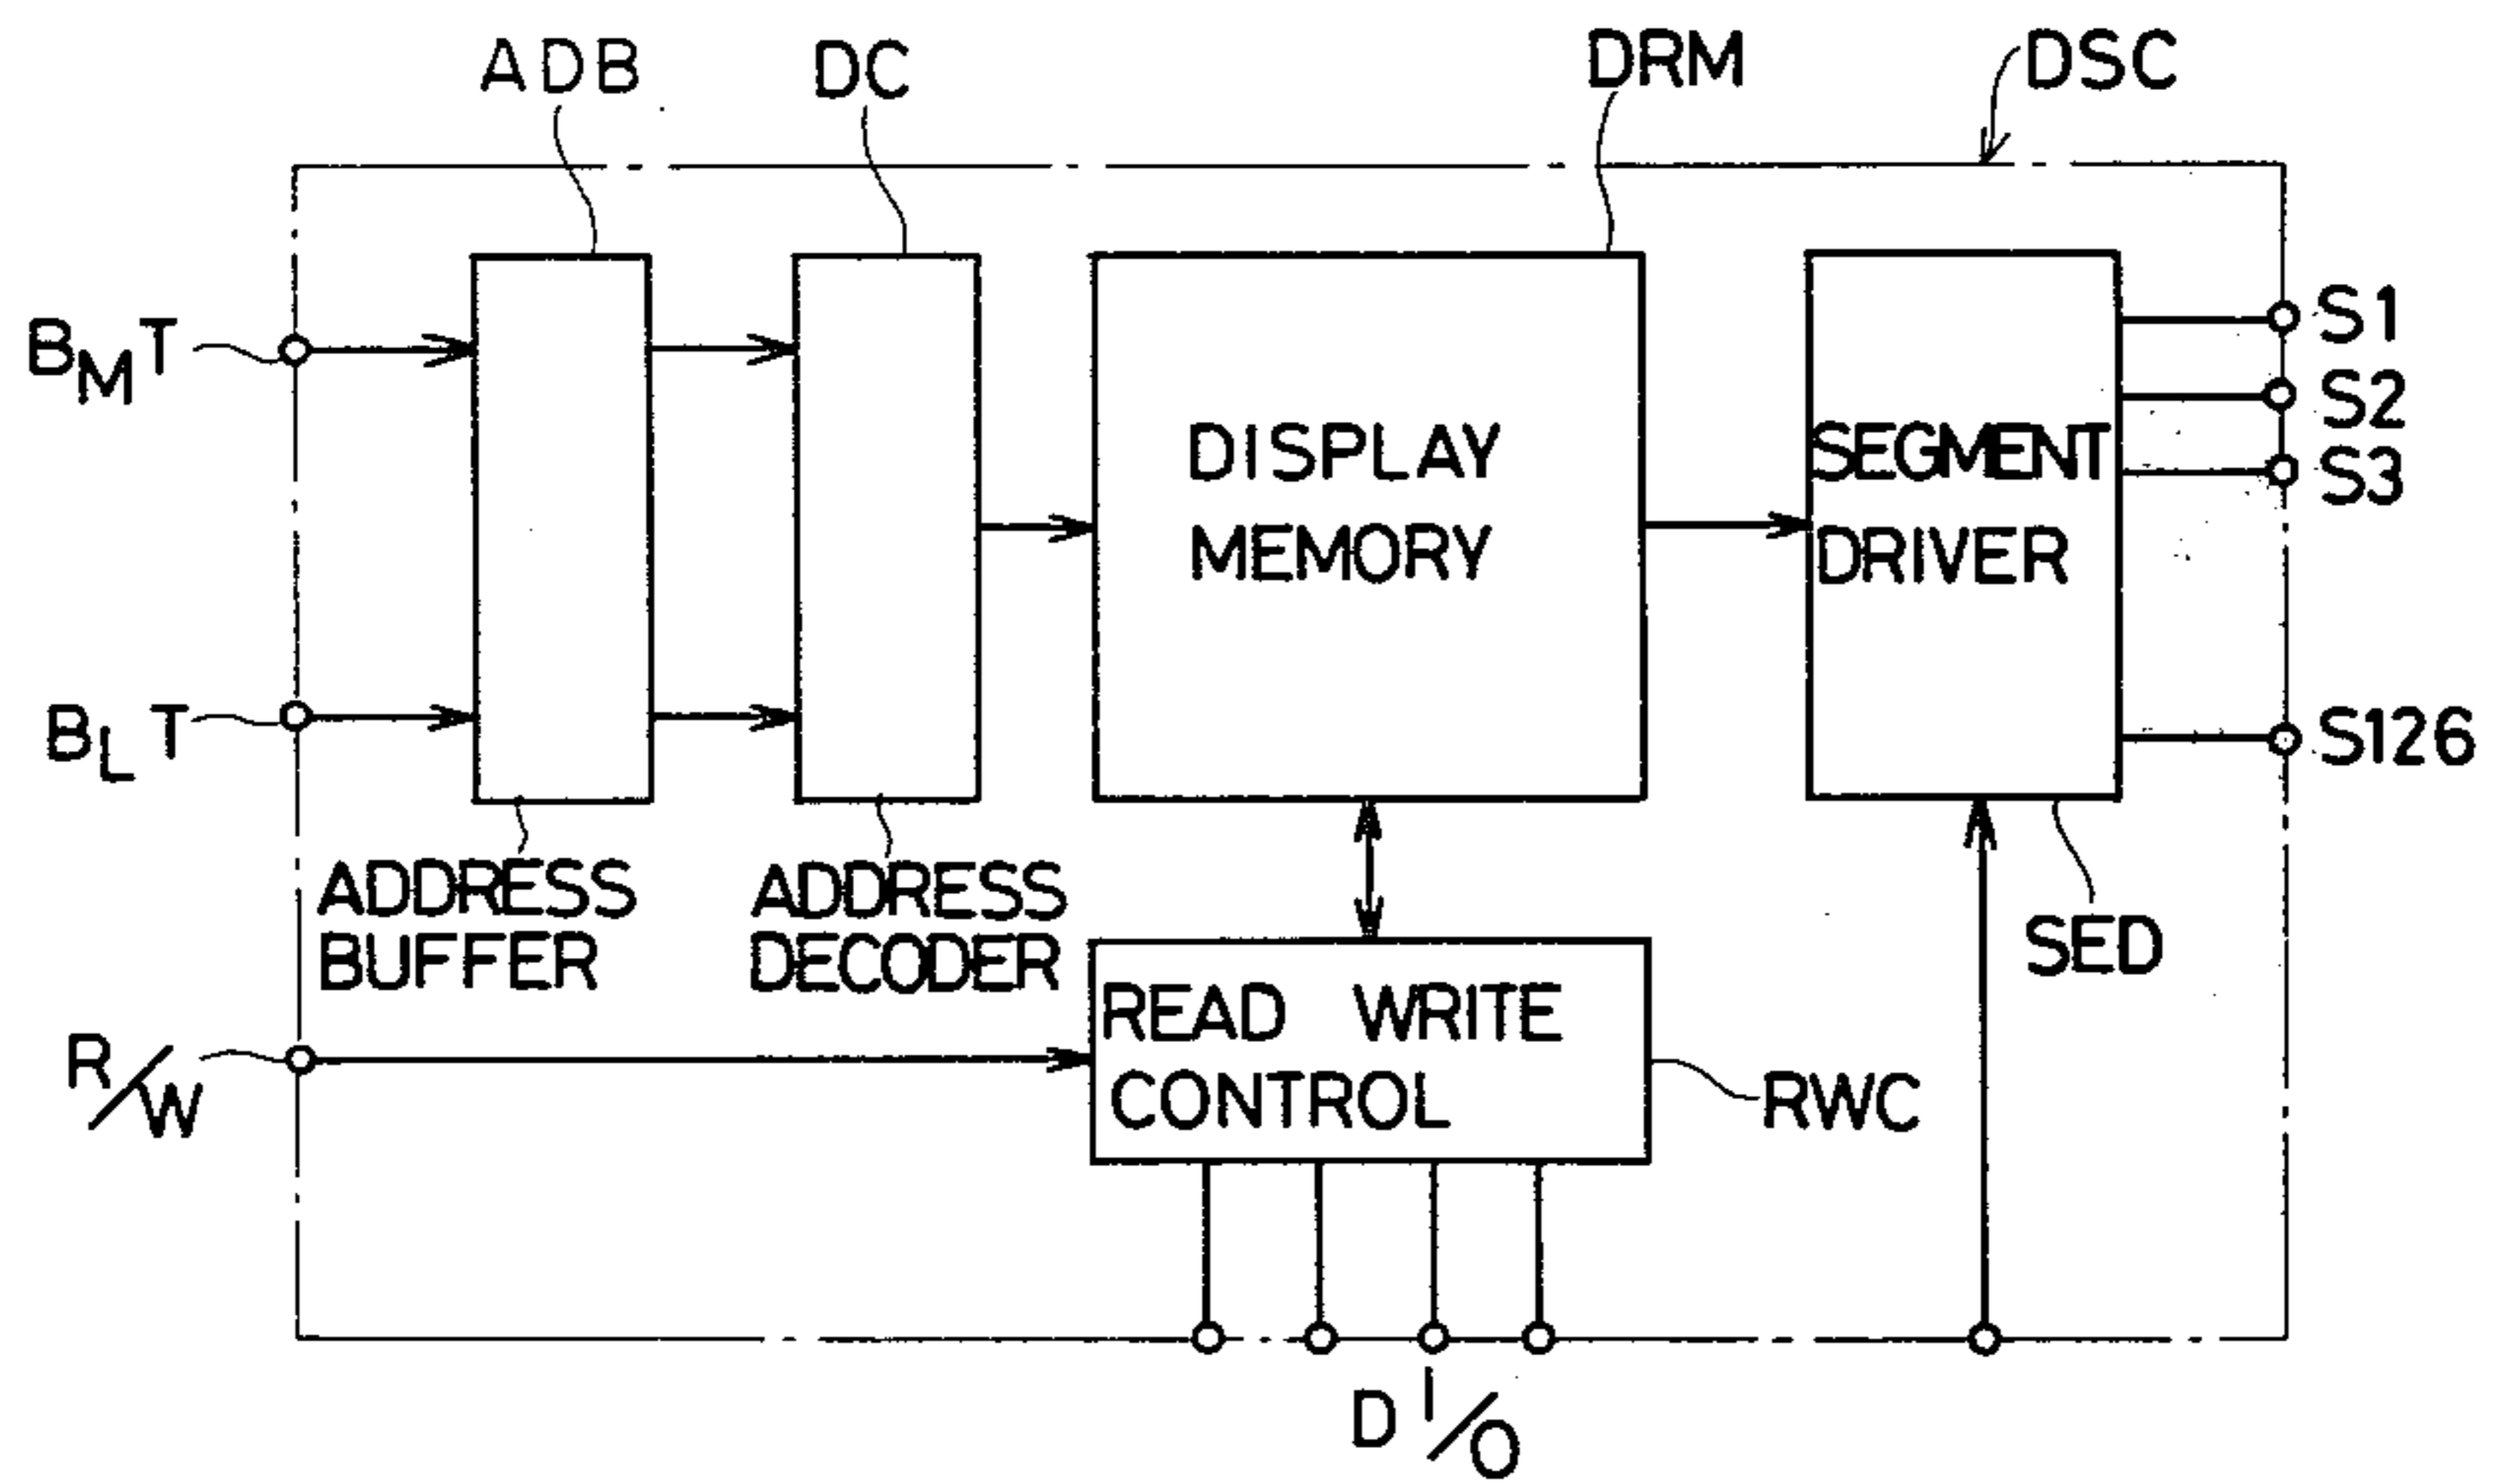 ADB
DC
DRM
DSC
BMT
S1
S2
DISPLAY
MEMORY
SEGMENT
DRIVER
S3
BLT
S126
ADDRESS
BUFFER
ADDRESS
DECODER
SED
R/W
READ WRITE
CONTROL
RWC
D I/O